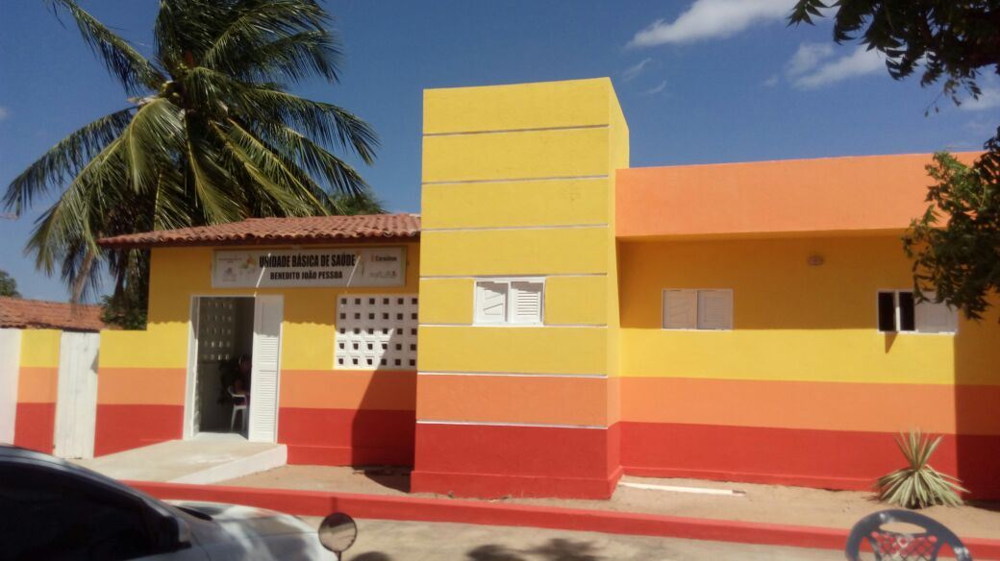 UNIDADE BÁSICA DE SAÚDE
BENEDITO JOÃO PESSOA